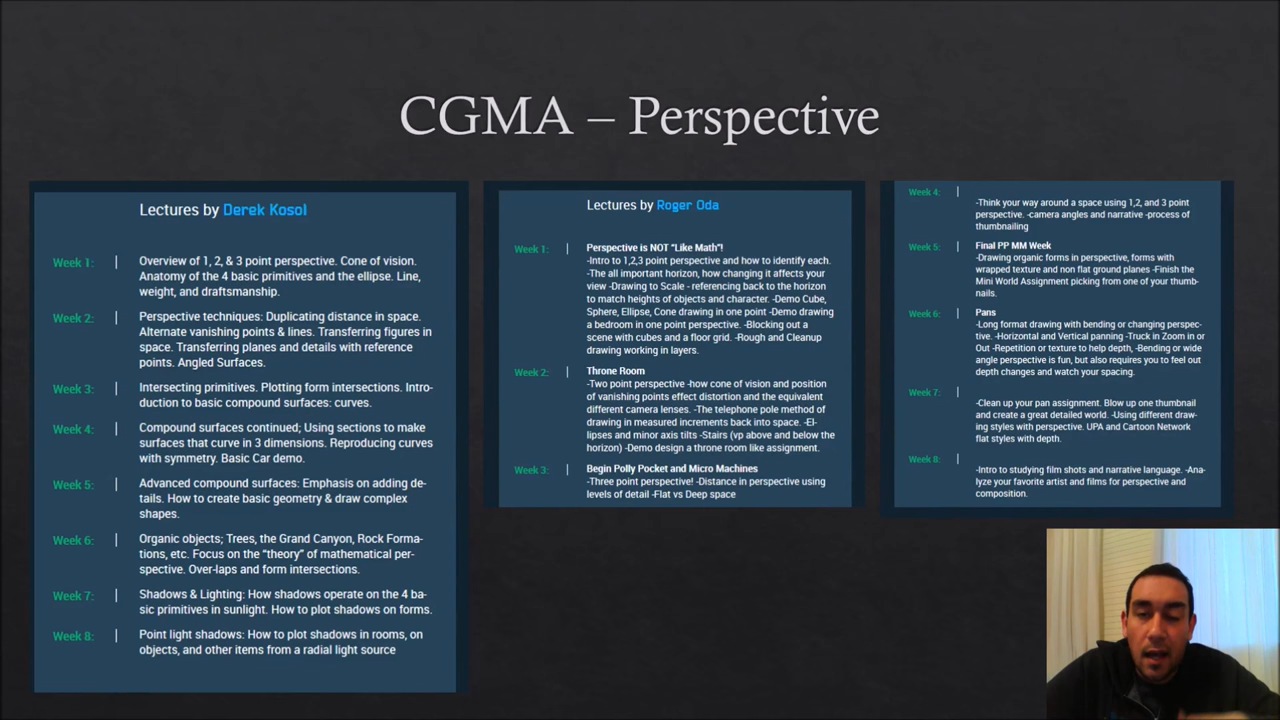 CGMA – Perspective
Lectures by Derek Kosol
Week 1:
Overview of 1, 2, & 3 point perspective. Cone of vision.
Anatomy of the 4 basic primitives and the ellipse. Line,
weight, and draftsmanship.
Week 2:
Perspective techniques: Duplicating distance in space.
Alternate vanishing points & lines. Transferring figures in
space. Transferring planes and details with reference
points. Angled Surfaces.
Week 3:
Intersecting primitives. Plotting form intersections. Intro-
duction to basic compound surfaces: curves.
Week 4:
Compound surfaces continued; Using sections to make
surfaces that curve in 3 dimensions. Reproducing curves
with symmetry. Basic Car demo.
Week 5:
Advanced compound surfaces: Emphasis on adding de-
tails. How to create basic geometry & draw complex
shapes.
Week 6:
Organic objects; Trees, the Grand Canyon, Rock Forma-
tions, etc. Focus on the "theory" of mathematical per-
spective. Over-laps and form intersections.
Week 7:
Shadows & Lighting: How shadows operate on the 4 ba-
sic primitives in sunlight. How to plot shadows on forms.
Week 8:
Point light shadows: How to plot shadows in rooms, on
objects, and other items from a radial light source
Lectures by Roger Oda
Week 1:
Perspective is NOT "Like Math"!
-Intro to 1,2,3 point perspective and how to identify each.
-The all important horizon, how changing it affects your
view -Drawing to Scale - referencing back to the horizon
to match heights of objects and character. -Demo Cube,
Sphere, Ellipse, Cone drawing in one point -Demo drawing
a bedroom in one point perspective. -Blocking out a
scene with cubes and a floor grid. -Rough and Cleanup
drawing working in layers.
Week 2:
Throne Room
-Two point perspective -how cone of vision and position
of vanishing points effect distortion and the equivalent
different camera lenses. -The telephone pole method of
drawing in measured increments back into space. -El-
lipses and minor axis tilts -Stairs (vp above and below the
horizon) -Demo design a throne room like assignment.
Week 3:
Begin Polly Pocket and Micro Machines
-Three point perspective! -Distance in perspective using
levels of detail -Flat vs Deep space
Week 4:
-Think your way around a space using 1,2, and 3 point
perspective. -camera angles and narrative -process of
thumbnailing
Week 5:
Final PP MM Week
-Drawing organic forms in perspective, forms with
wrapped texture and non flat ground planes -Finish the
Mini World Assignment picking from one of your thumb-
nails.
Week 6:
Pans
-Long format drawing with bending or changing perspec-
tive. -Horizontal and Vertical panning -Truck in Zoom in or
Out -Repetition or texture to help depth, -Bending or wide
angle perspective is fun, but also requires you to feel out
depth changes and watch your spacing.
Week 7:
-Clean up your pan assignment. Blow up one thumbnail
and create a great detailed world. -Using different draw-
ing styles with perspective. UPA and Cartoon Network
flat styles with depth.
Week 8:
-Intro to studying film shots and narrative language. -Ana-
lyze your favorite artist and films for perspective and
composition.